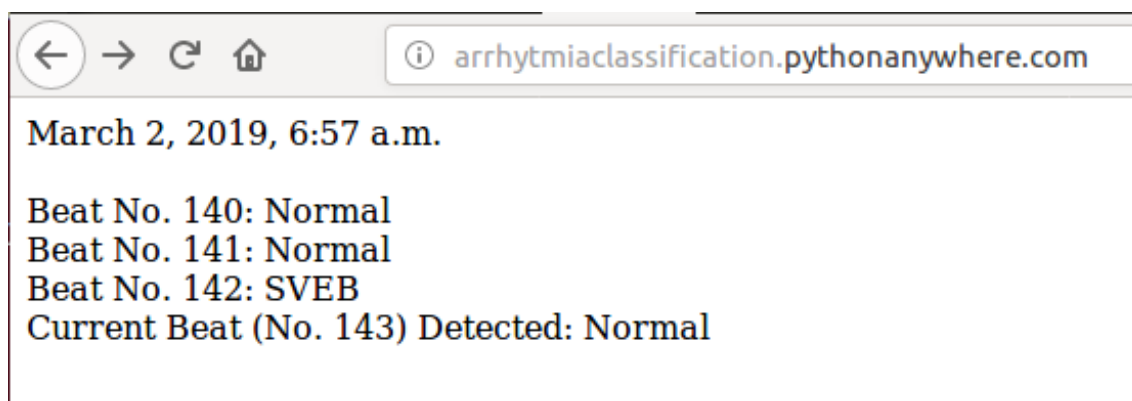 arrhytmiaclassification.pythonanywhere.com
March 2, 2019, 6:57 a.m.
Beat No. 140: Normal
Beat No. 141: Normal
Beat No. 142: SVEB
Current Beat (No. 143) Detected: Normal